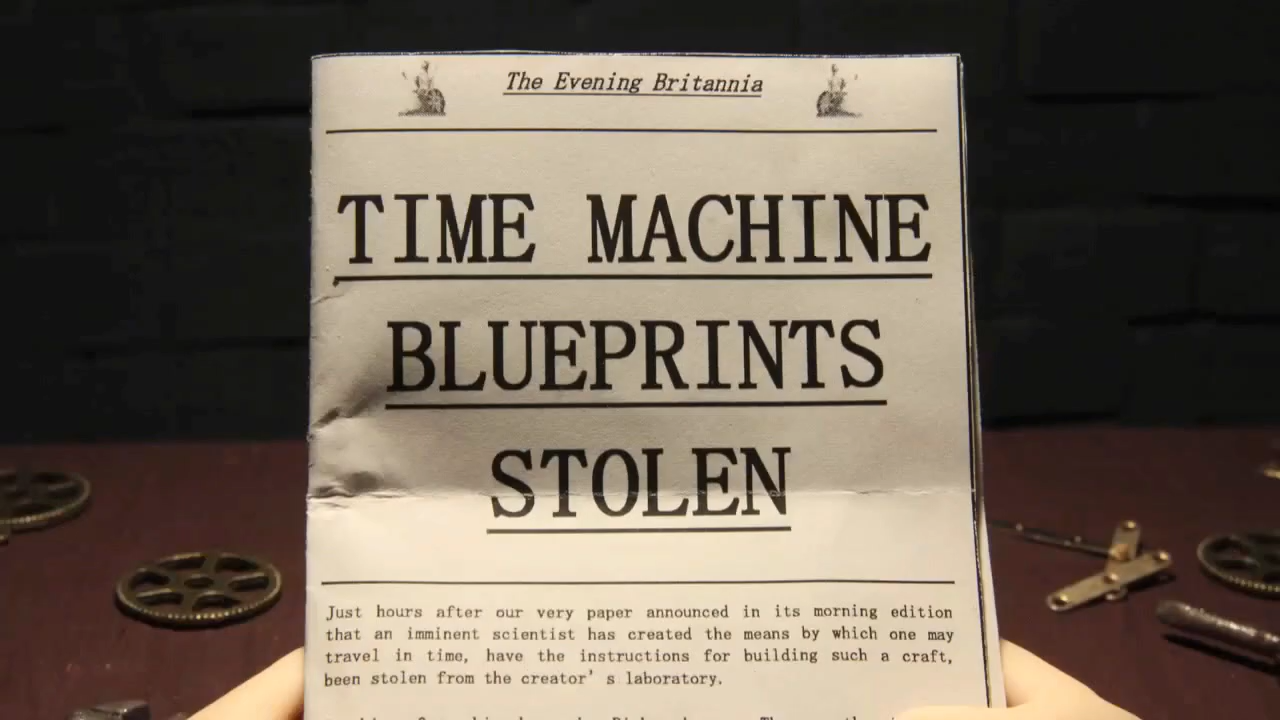 The Evening Britannia
TIME MACHINE
BLUEPRINTS
STOLEN
Just hours after our very paper announced in its morning edition
that an imminent scientist has created the means by which one may
travel in time, have the instructions for building such a craft,
been stolen from the creator' s laboratory.